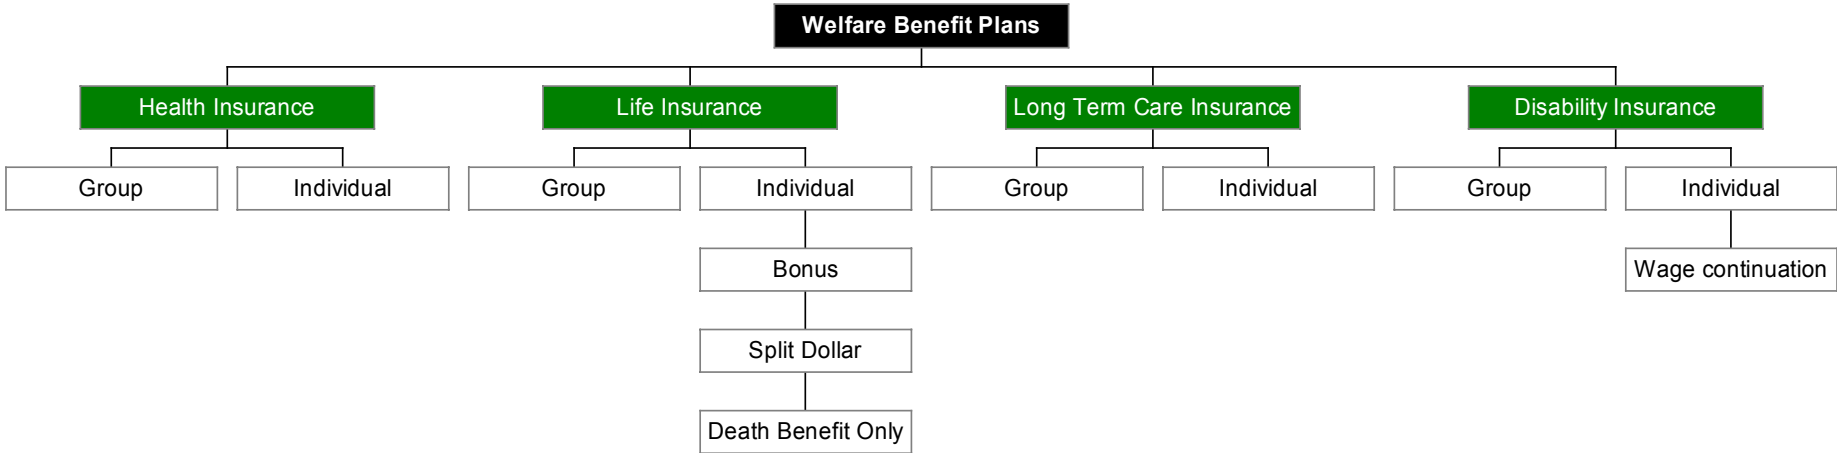 Welfare Benefit Plans
Health Insurance
Life Insurance
Long Term Care Insurance
Disability Insurance
Group
Individual
Group
Individual
Group
Individual
Group
Individual
Bonus
Wage continuation
Split Dollar
Death Benefit Only